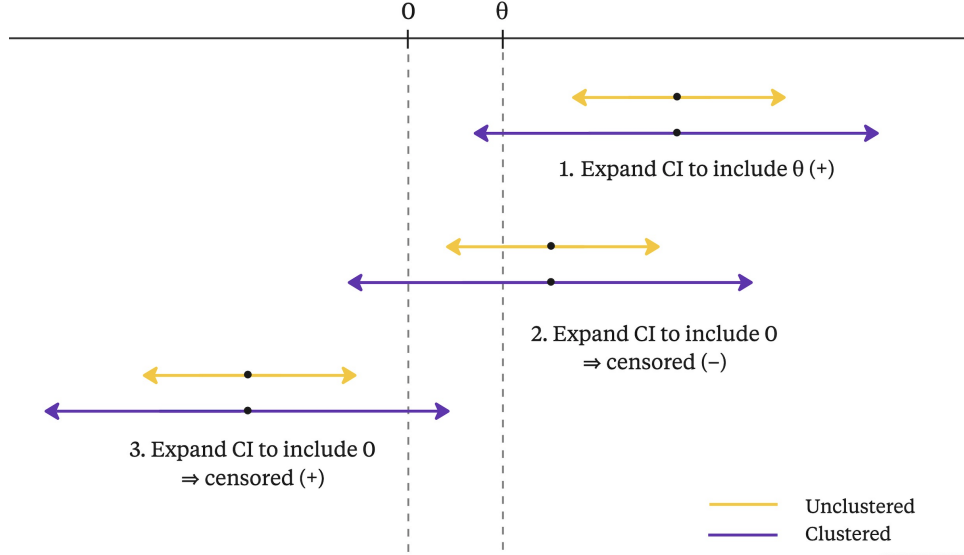 0 θ
1. Expand CI to include θ (+)
2. Expand CI to include 0
⇒ censored (–)
3. Expand CI to include 0
⇒ censored (+)
Unclustered
Clustered